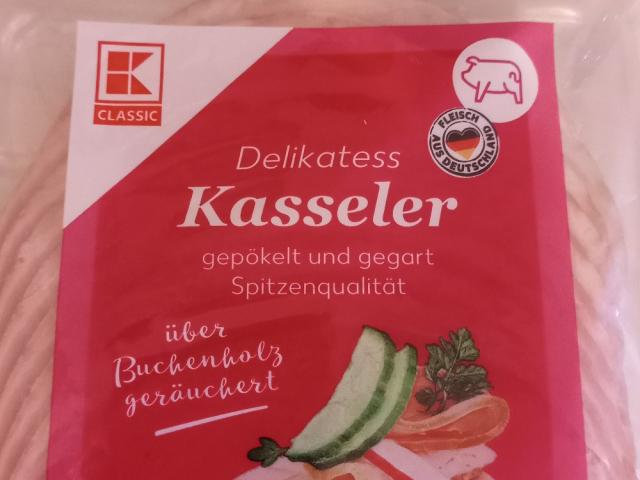 K
CLASSIC
FLEISCH
AUS DEUTSCHLAND
Delikatess
Kasseler
gepökelt und gegart
Spitzenqualität
über
Buchenholz
geräuchert